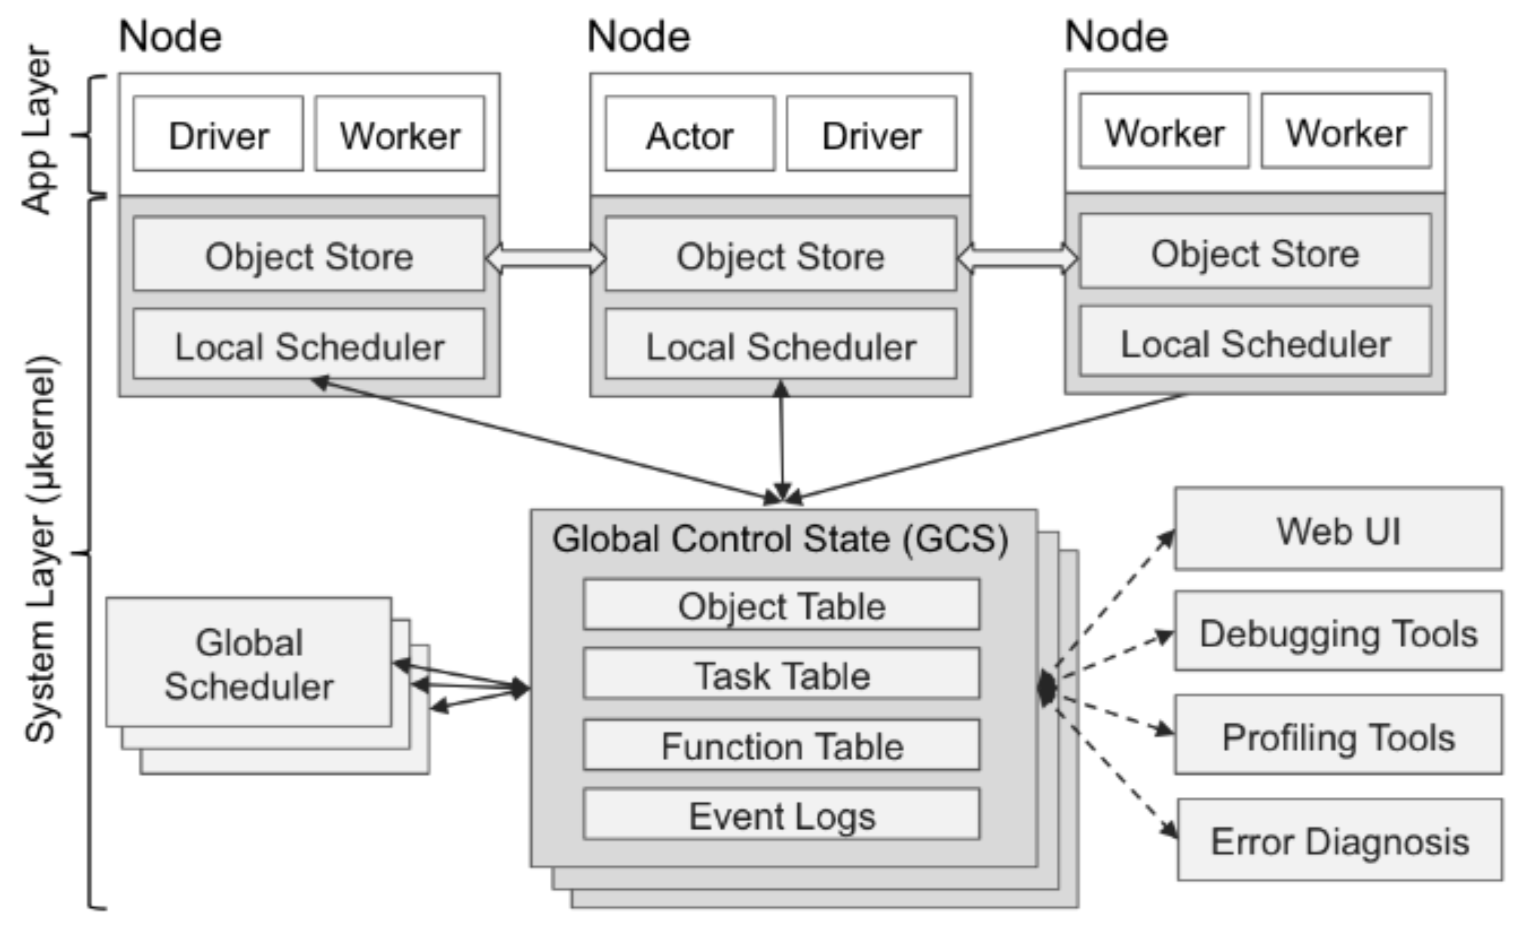 Node
Node
Node
App Layer
Driver
Worker
Actor
Driver
Worker
Worker
Object Store
Object Store
Object Store
Local Scheduler
Local Scheduler
Local Scheduler
System Layer (µkernel)
Global Control State (GCS)
Object Table
Task Table
Function Table
Event Logs
Global
Scheduler
Web UI
Debugging Tools
Profiling Tools
Error Diagnosis